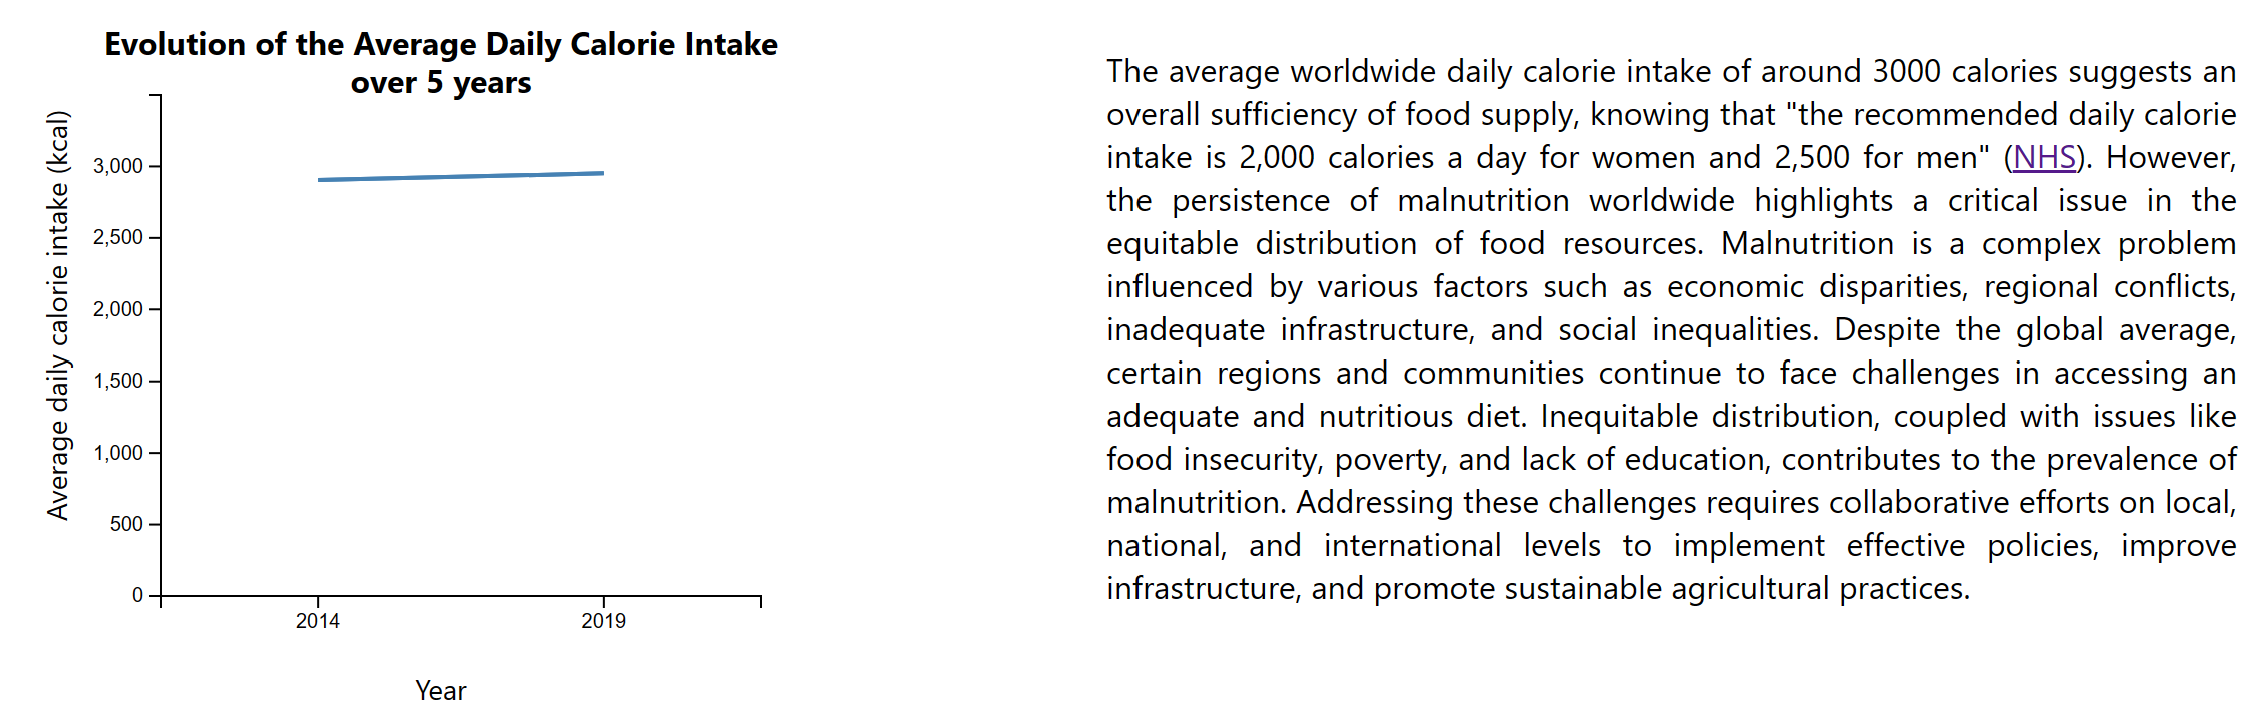 Evolution of the Average Daily Calorie Intake
over 5 years
Average daily calorie intake (kcal)
3,000
2,500
2,000
1,500
1,000
500
0
2014
2019
Year
The average worldwide daily calorie intake of around 3000 calories suggests an
overall sufficiency of food supply, knowing that "the recommended daily calorie
intake is 2,000 calories a day for women and 2,500 for men" (NHS). However,
the persistence of malnutrition worldwide highlights a critical issue in the
equitable distribution of food resources. Malnutrition is a complex problem
influenced by various factors such as economic disparities, regional conflicts,
inadequate infrastructure, and social inequalities. Despite the global average,
certain regions and communities continue to face challenges in accessing an
adequate and nutritious diet. Inequitable distribution, coupled with issues like
food insecurity, poverty, and lack of education, contributes to the prevalence of
malnutrition. Addressing these challenges requires collaborative efforts on local,
national, and international levels to implement effective policies, improve
infrastructure, and promote sustainable agricultural practices.